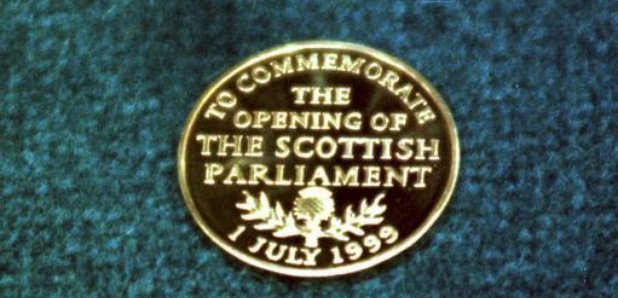 TO COMMEMORATE
THE
OPENING OF
THE SCOTTISH
PARLIAMENT
1 JULY 1999